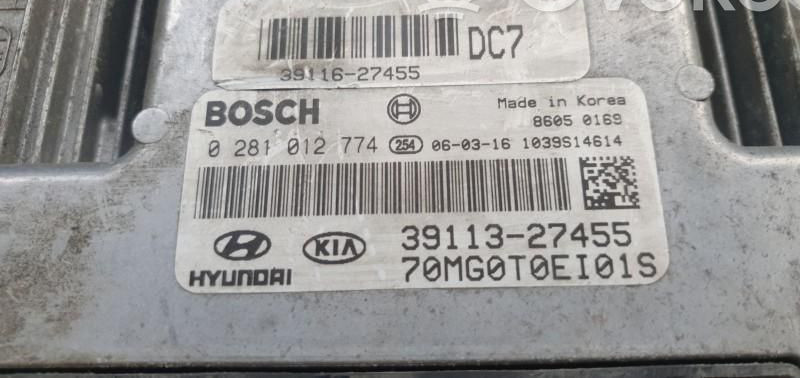 DC7
39116-27455
BOSCH
Made in Korea
8605 0169
0 281 012 774 254 06-03-16 1039S14614
39113-27455
HYUNDAI KIA
70MG0T0EI01S